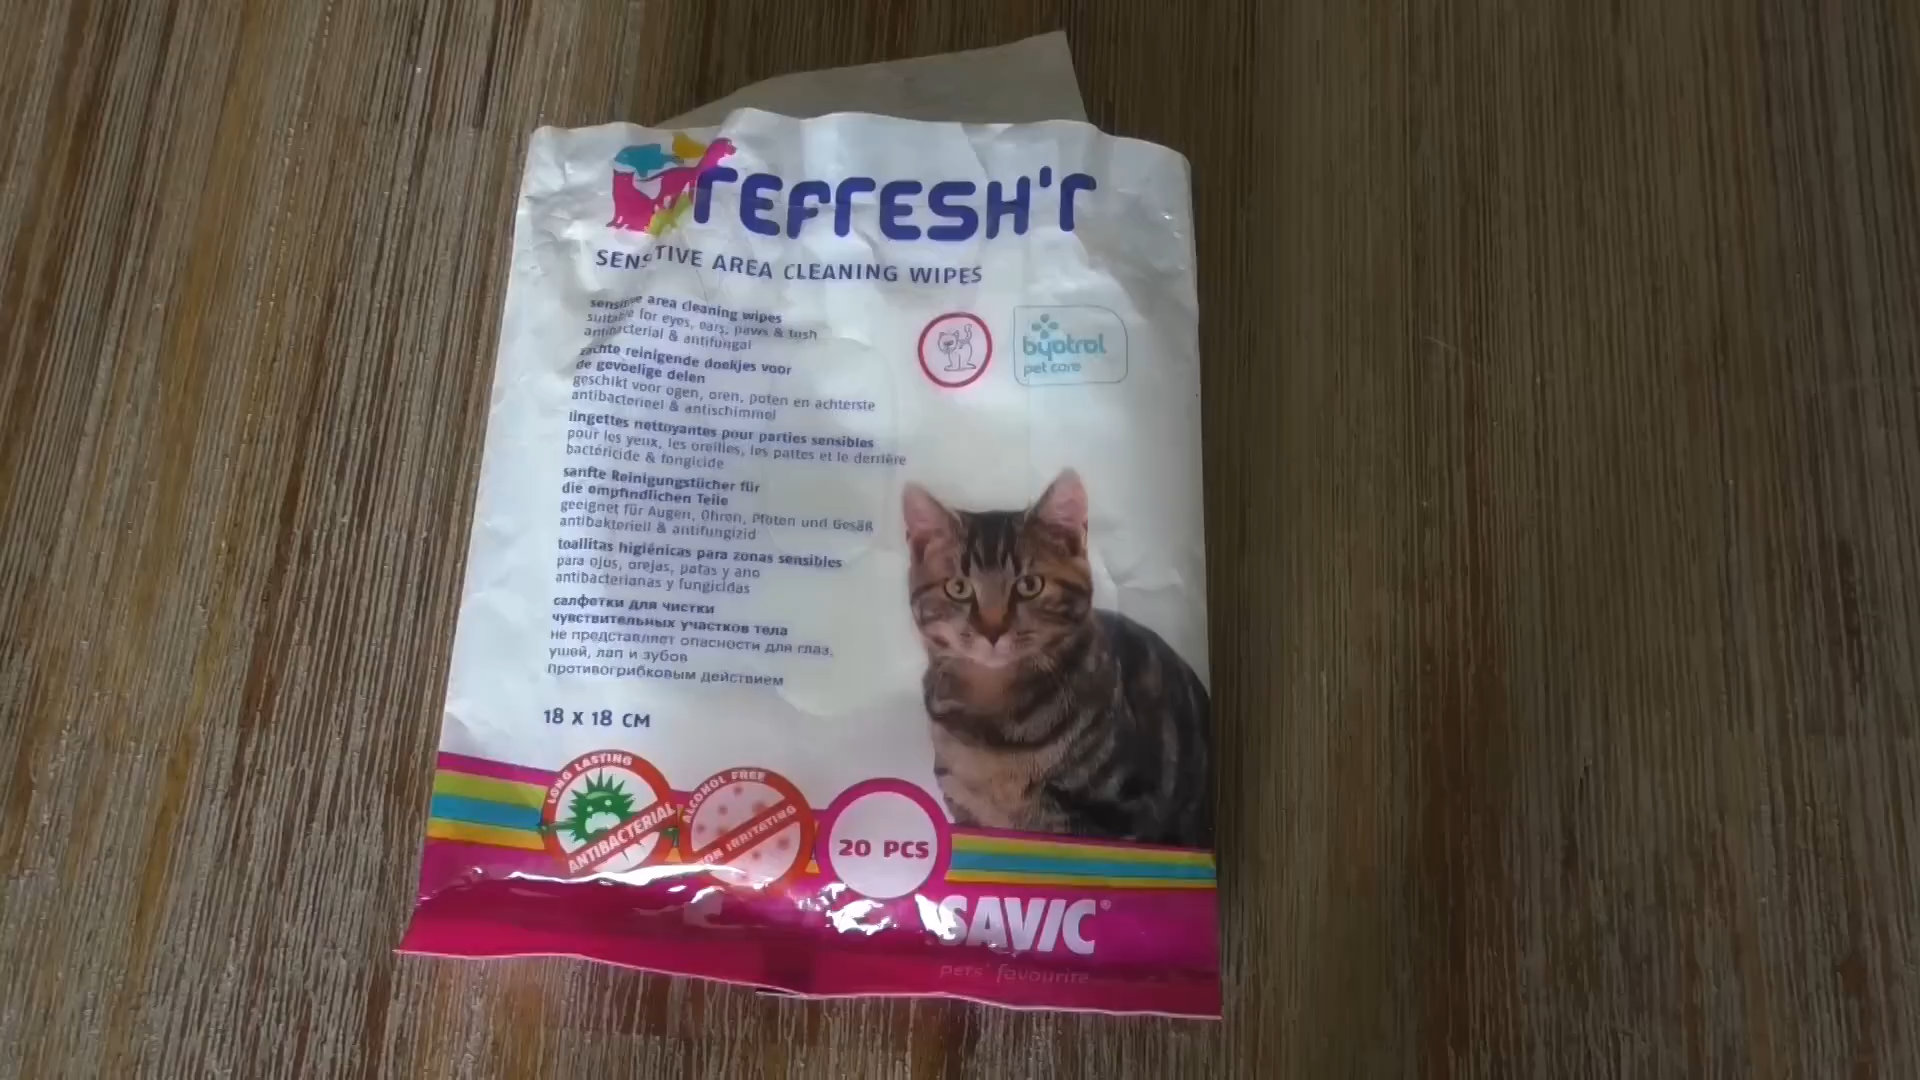 rEFrESH'r
SENSITIVE AREA CLEANING WIPES
sensitive area cleaning wipes
suitable for eyes, ears, paws & tush
antibacterial & antifungal
zachte reinigende doekjes voor
de gevoelige delen
geschikt voor ogen, oren, poten en achterste
antibacterieel & antischimmel
lingettes nettoyantes pour parties sensibles
pour les yeux, les oreilles, les pattes et le derrière
bactéricide & fongicide
sanfte Reinigungstücher für
die empfindlichen Teile
geeignet für Augen, Ohren, Pfoten und Gesäß
antibakteriell & antifungizid
toallitas higiénicas para zonas sensibles
para ojos, orejas, patas y ano
antibacterianas y fungicidas
салфетки для чистки
чувствительных участков тела
не представляет опасности для глаз,
ушей, лап и зубов
противогрибковым действием
byotrol
pet care
18 X 18 CM
LONG LASTING
ANTIBACTERIAL
ALCOHOL FREE
NON IRRITATING
20 PCS
SAVIC®
pets' favourite